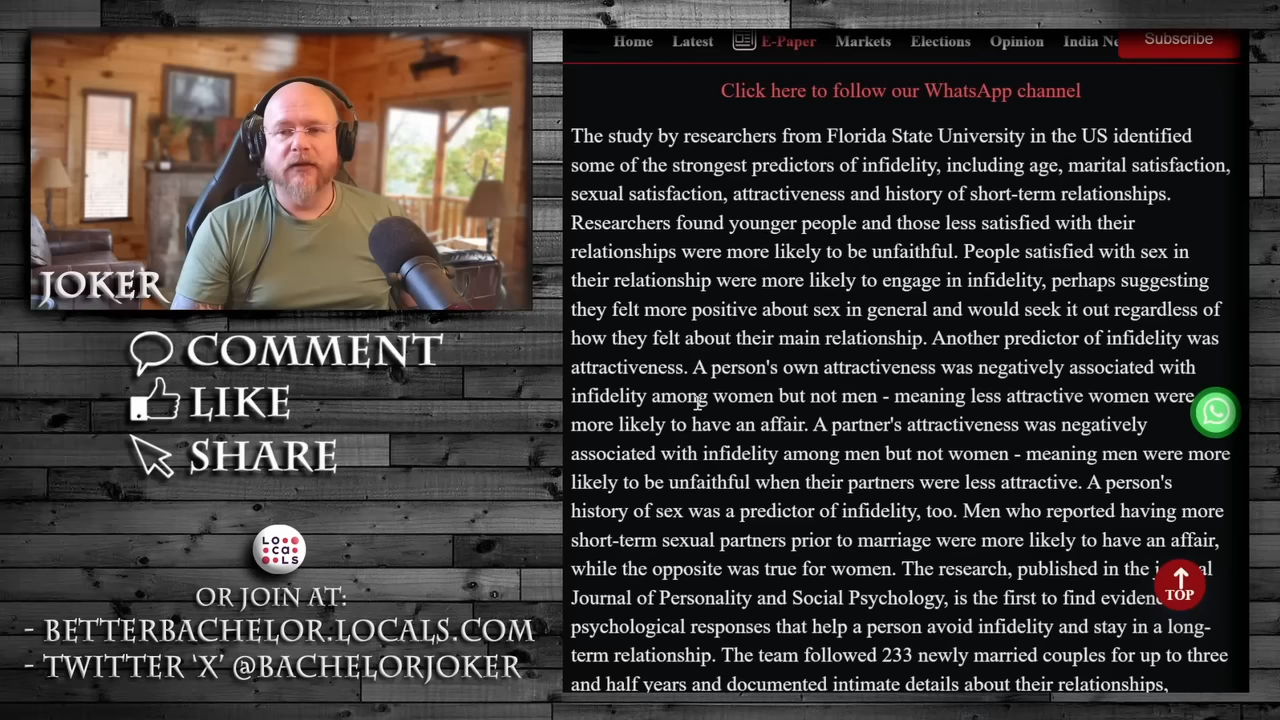 JOKER
COMMENT
LIKE
SHARE
LOCALS
OR JOIN AT:
- BETTERBACHELOR.LOCALS.COM
- TWITTER 'X' @BACHELORJOKER
Home Latest E-Paper Markets Elections Opinion India Ne Subscribe
Click here to follow our WhatsApp channel
The study by researchers from Florida State University in the US identified
some of the strongest predictors of infidelity, including age, marital satisfaction,
sexual satisfaction, attractiveness and history of short-term relationships.
Researchers found younger people and those less satisfied with their
relationships were more likely to be unfaithful. People satisfied with sex in
their relationship were more likely to engage in infidelity, perhaps suggesting
they felt more positive about sex in general and would seek it out regardless of
how they felt about their main relationship. Another predictor of infidelity was
attractiveness. A person's own attractiveness was negatively associated with
infidelity among women but not men - meaning less attractive women were
more likely to have an affair. A partner's attractiveness was negatively
associated with infidelity among men but not women - meaning men were more
likely to be unfaithful when their partners were less attractive. A person's
history of sex was a predictor of infidelity, too. Men who reported having more
short-term sexual partners prior to marriage were more likely to have an affair,
while the opposite was true for women. The research, published in the
Journal of Personality and Social Psychology, is the first to find
psychological responses that help a person avoid infidelity and stay in a long-
term relationship. The team followed 233 newly married couples for up to three
and half years and documented intimate details about their relationships,
TOP